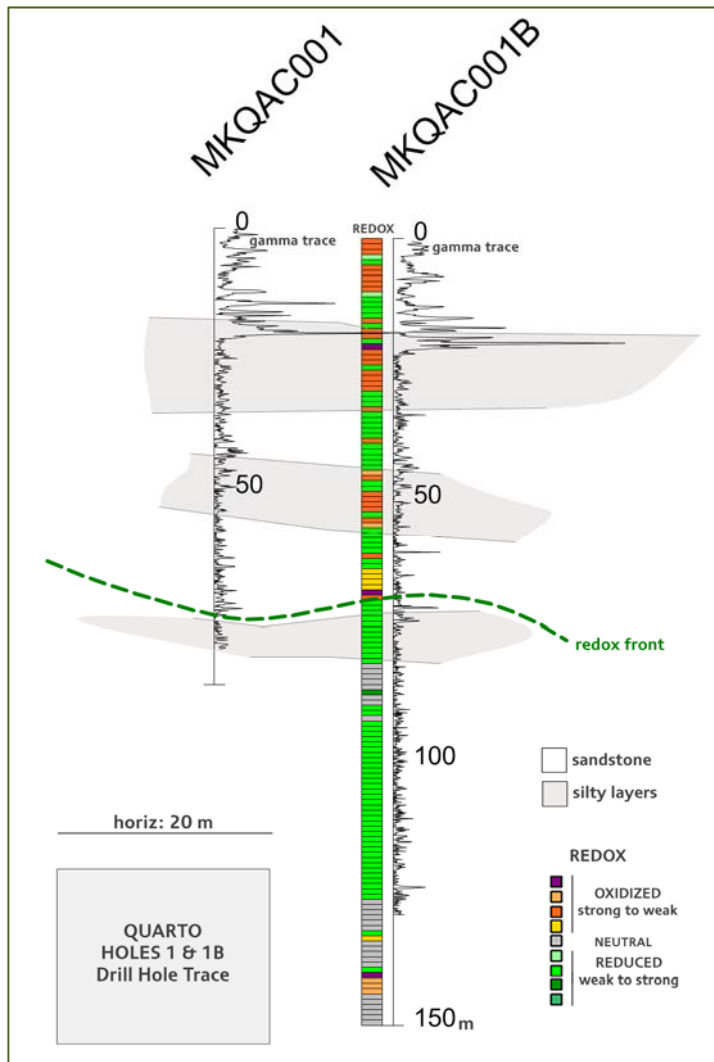 MKQAC001
MKQAC001B
0
gamma trace
REDOX
0
gamma trace
50
50
redox front
100
sandstone
silty layers
horiz: 20 m
REDOX
OXIDIZED
strong to weak
NEUTRAL
REDUCED
weak to strong
QUARTO
HOLES 1 & 1B
Drill Hole Trace
150 m